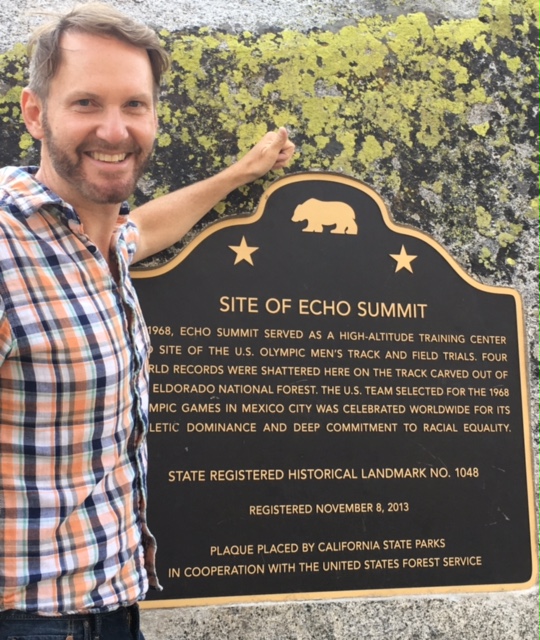 SITE OF ECHO SUMMIT
1968, ECHO SUMMIT SERVED AS A HIGH-ALTITUDE TRAINING CENTER
SITE OF THE U.S. OLYMPIC MEN'S TRACK AND FIELD TRIALS. FOUR
RLD RECORDS WERE SHATTERED HERE ON THE TRACK CARVED OUT OF
ELDORADO NATIONAL FOREST. THE U.S. TEAM SELECTED FOR THE 1968
MPIC GAMES IN MEXICO CITY WAS CELEBRATED WORLDWIDE FOR ITS
LETIC DOMINANCE AND DEEP COMMITMENT TO RACIAL EQUALITY.
STATE REGISTERED HISTORICAL LANDMARK NO. 1048
REGISTERED NOVEMBER 8, 2013
PLAQUE PLACED BY CALIFORNIA STATE PARKS
IN COOPERATION WITH THE UNITED STATES FOREST SERVICE